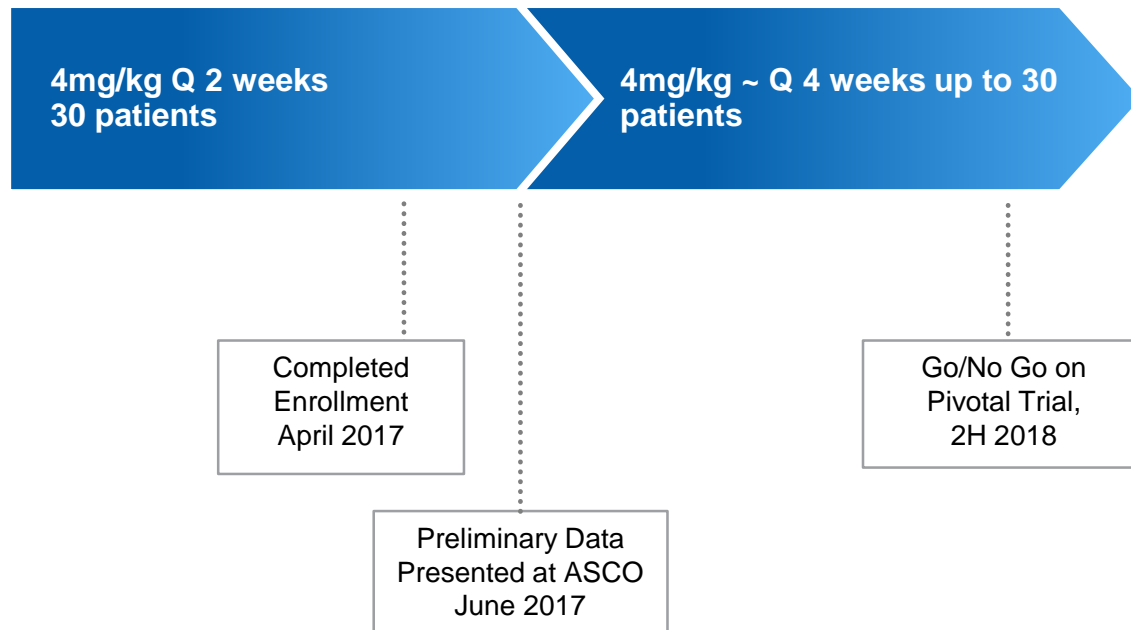 4mg/kg Q 2 weeks
30 patients
4mg/kg ~ Q 4 weeks up to 30
patients
Completed
Enrollment
April 2017
Go/No Go on
Pivotal Trial,
2H 2018
Preliminary Data
Presented at ASCO
June 2017